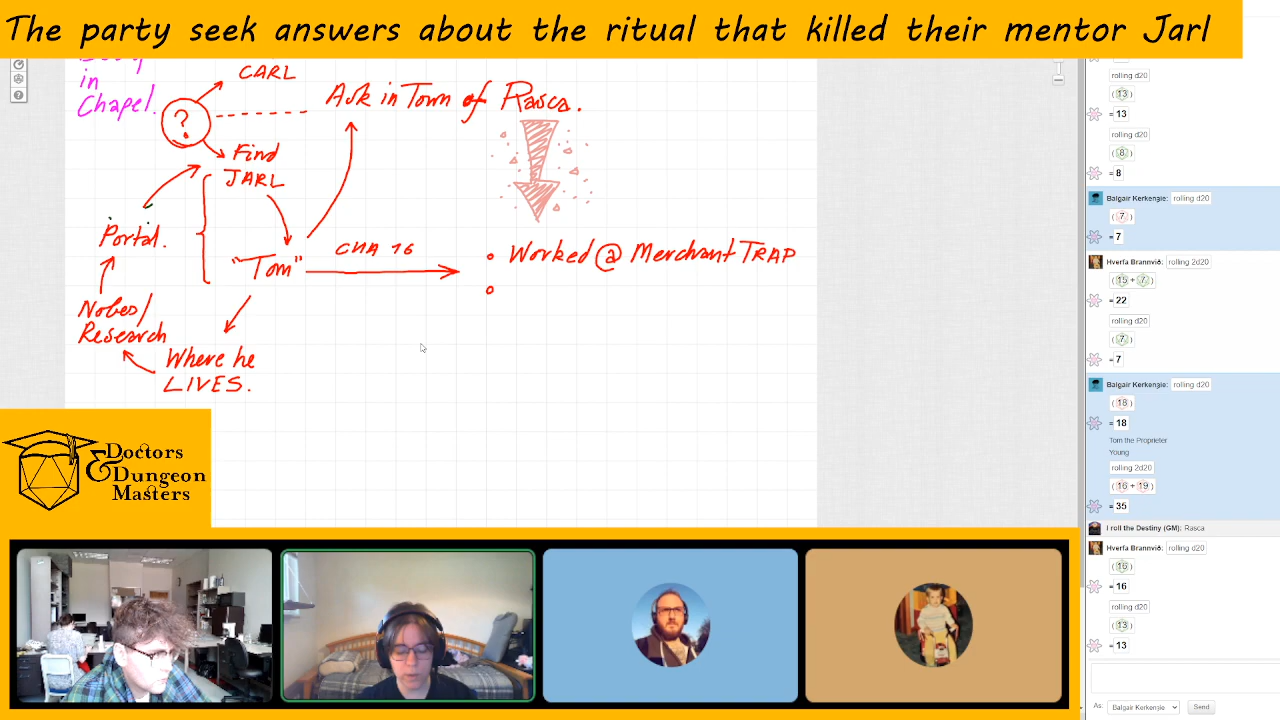 The party seek answers about the ritual that killed their mentor Jarl
in
Chapel.
CARL
?
Ask in Town of Rasca.
Find
JARL
Portal.
"Tom"
CHA 16
Worked @ Merchant TRAP
Notes/
Research
Where he
LIVES.
Doctors
& Dungeon
Masters
rolling d20
(13)
= 13
rolling d20
(8)
= 8
Balgair Kerkengie: rolling d20
(7)
= 7
Hverfa Brannvið: rolling 2d20
(15 + 7)
= 22
rolling d20
(7)
= 7
Balgair Kerkengie: rolling d20
(18)
= 18
Tom the Proprieter
Young
rolling 2d20
(16 + 19)
= 35
I roll the Destiny (GM): Rasca
Hverfa Brannvið: rolling d20
(16)
= 16
rolling d20
(13)
= 13
As: Balgair Kerkengie Send